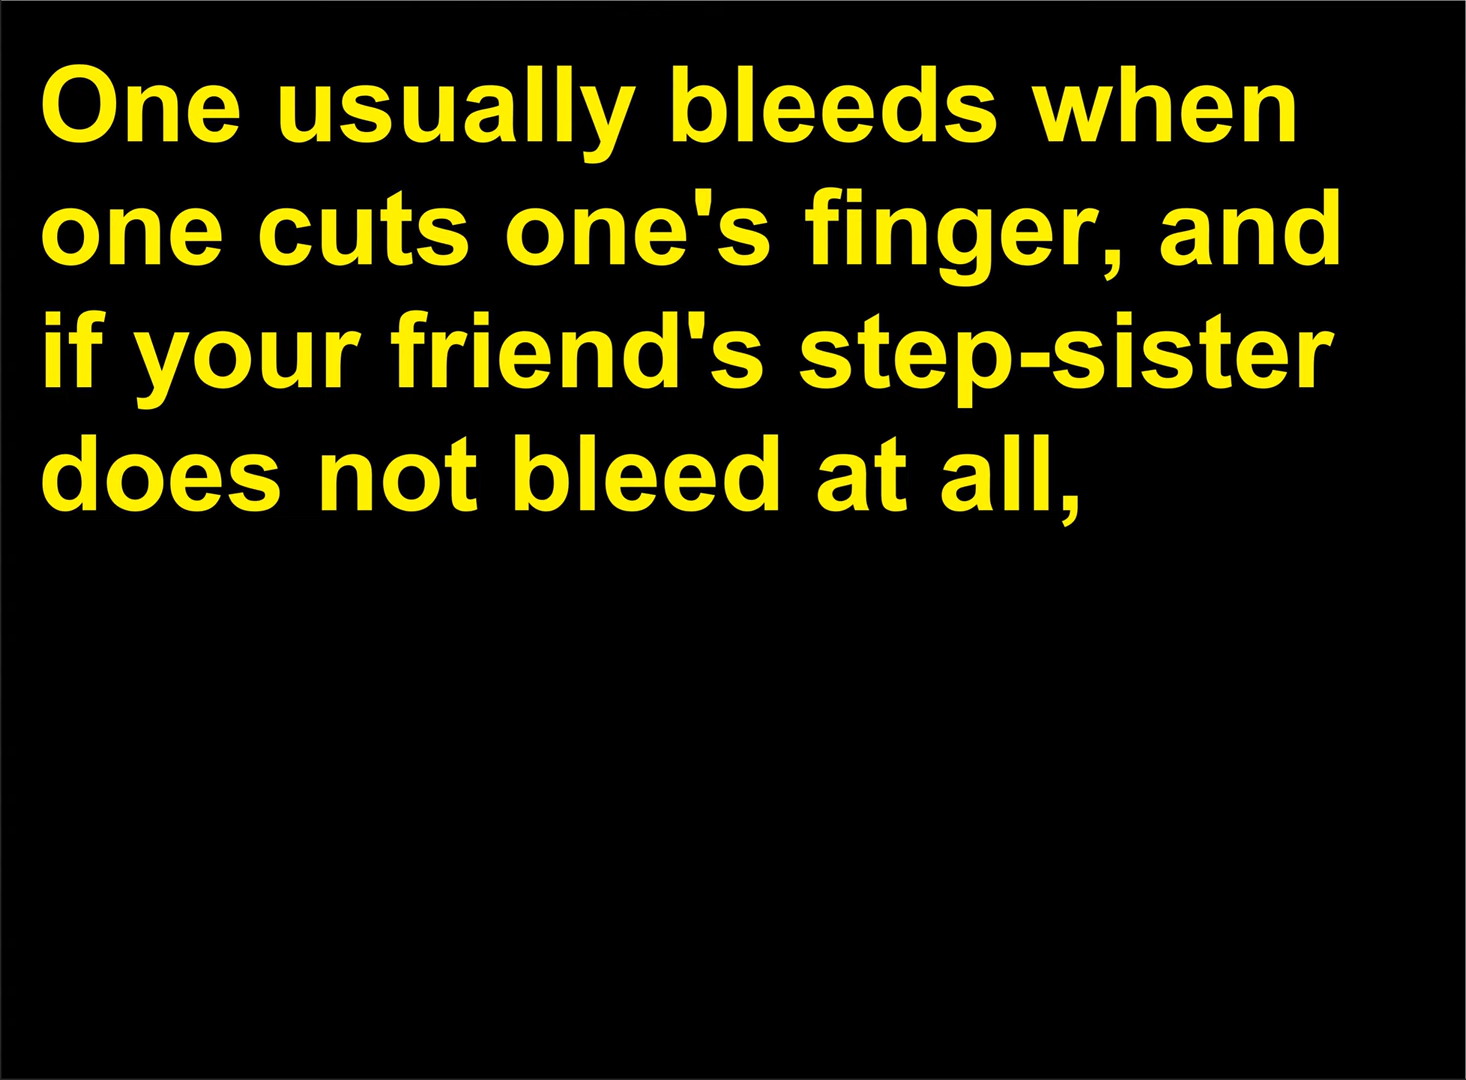 One usually bleeds when
one cuts one's finger, and
if your friend's step-sister
does not bleed at all,